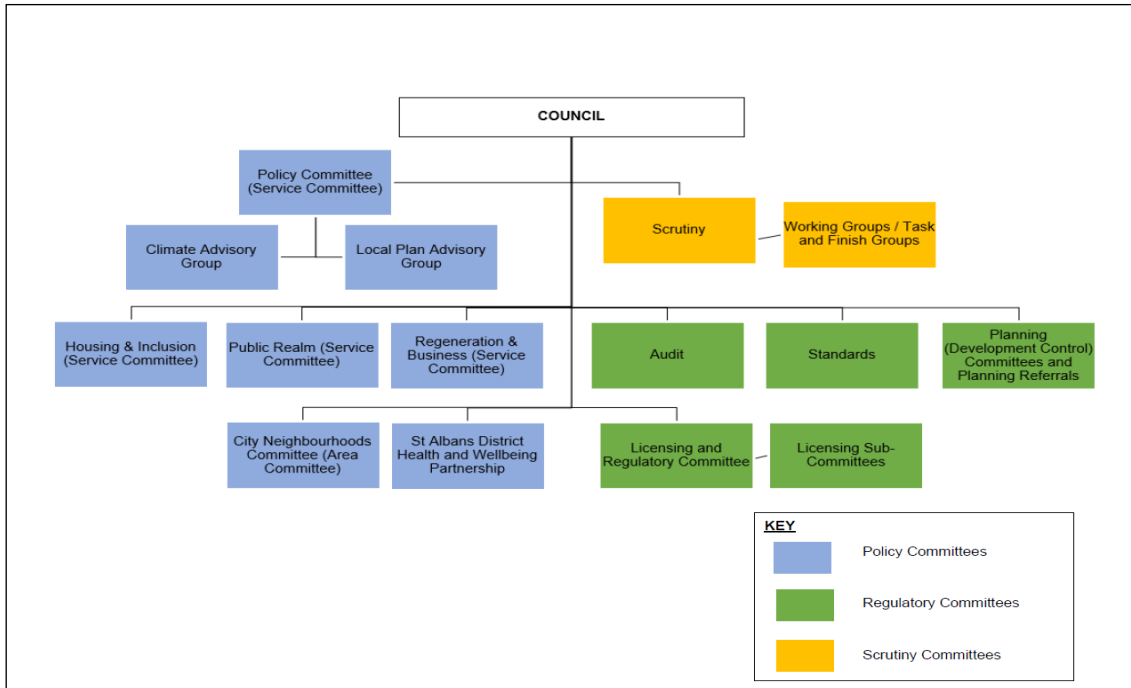 COUNCIL
Policy Committee
(Service Committee)
Scrutiny
Working Groups / Task
and Finish Groups
Climate Advisory
Group
Local Plan Advisory
Group
Housing & Inclusion
(Service Committee)
Public Realm (Service
Committee)
Regeneration &
Business (Service
Committee)
Audit
Standards
Planning
(Development Control)
Committees and
Planning Referrals
City Neighbourhoods
Committee (Area
Committee)
St Albans District
Health and Wellbeing
Partnership
Licensing and
Regulatory Committee
Licensing Sub-
Committees
KEY
Policy Committees
Regulatory Committees
Scrutiny Committees